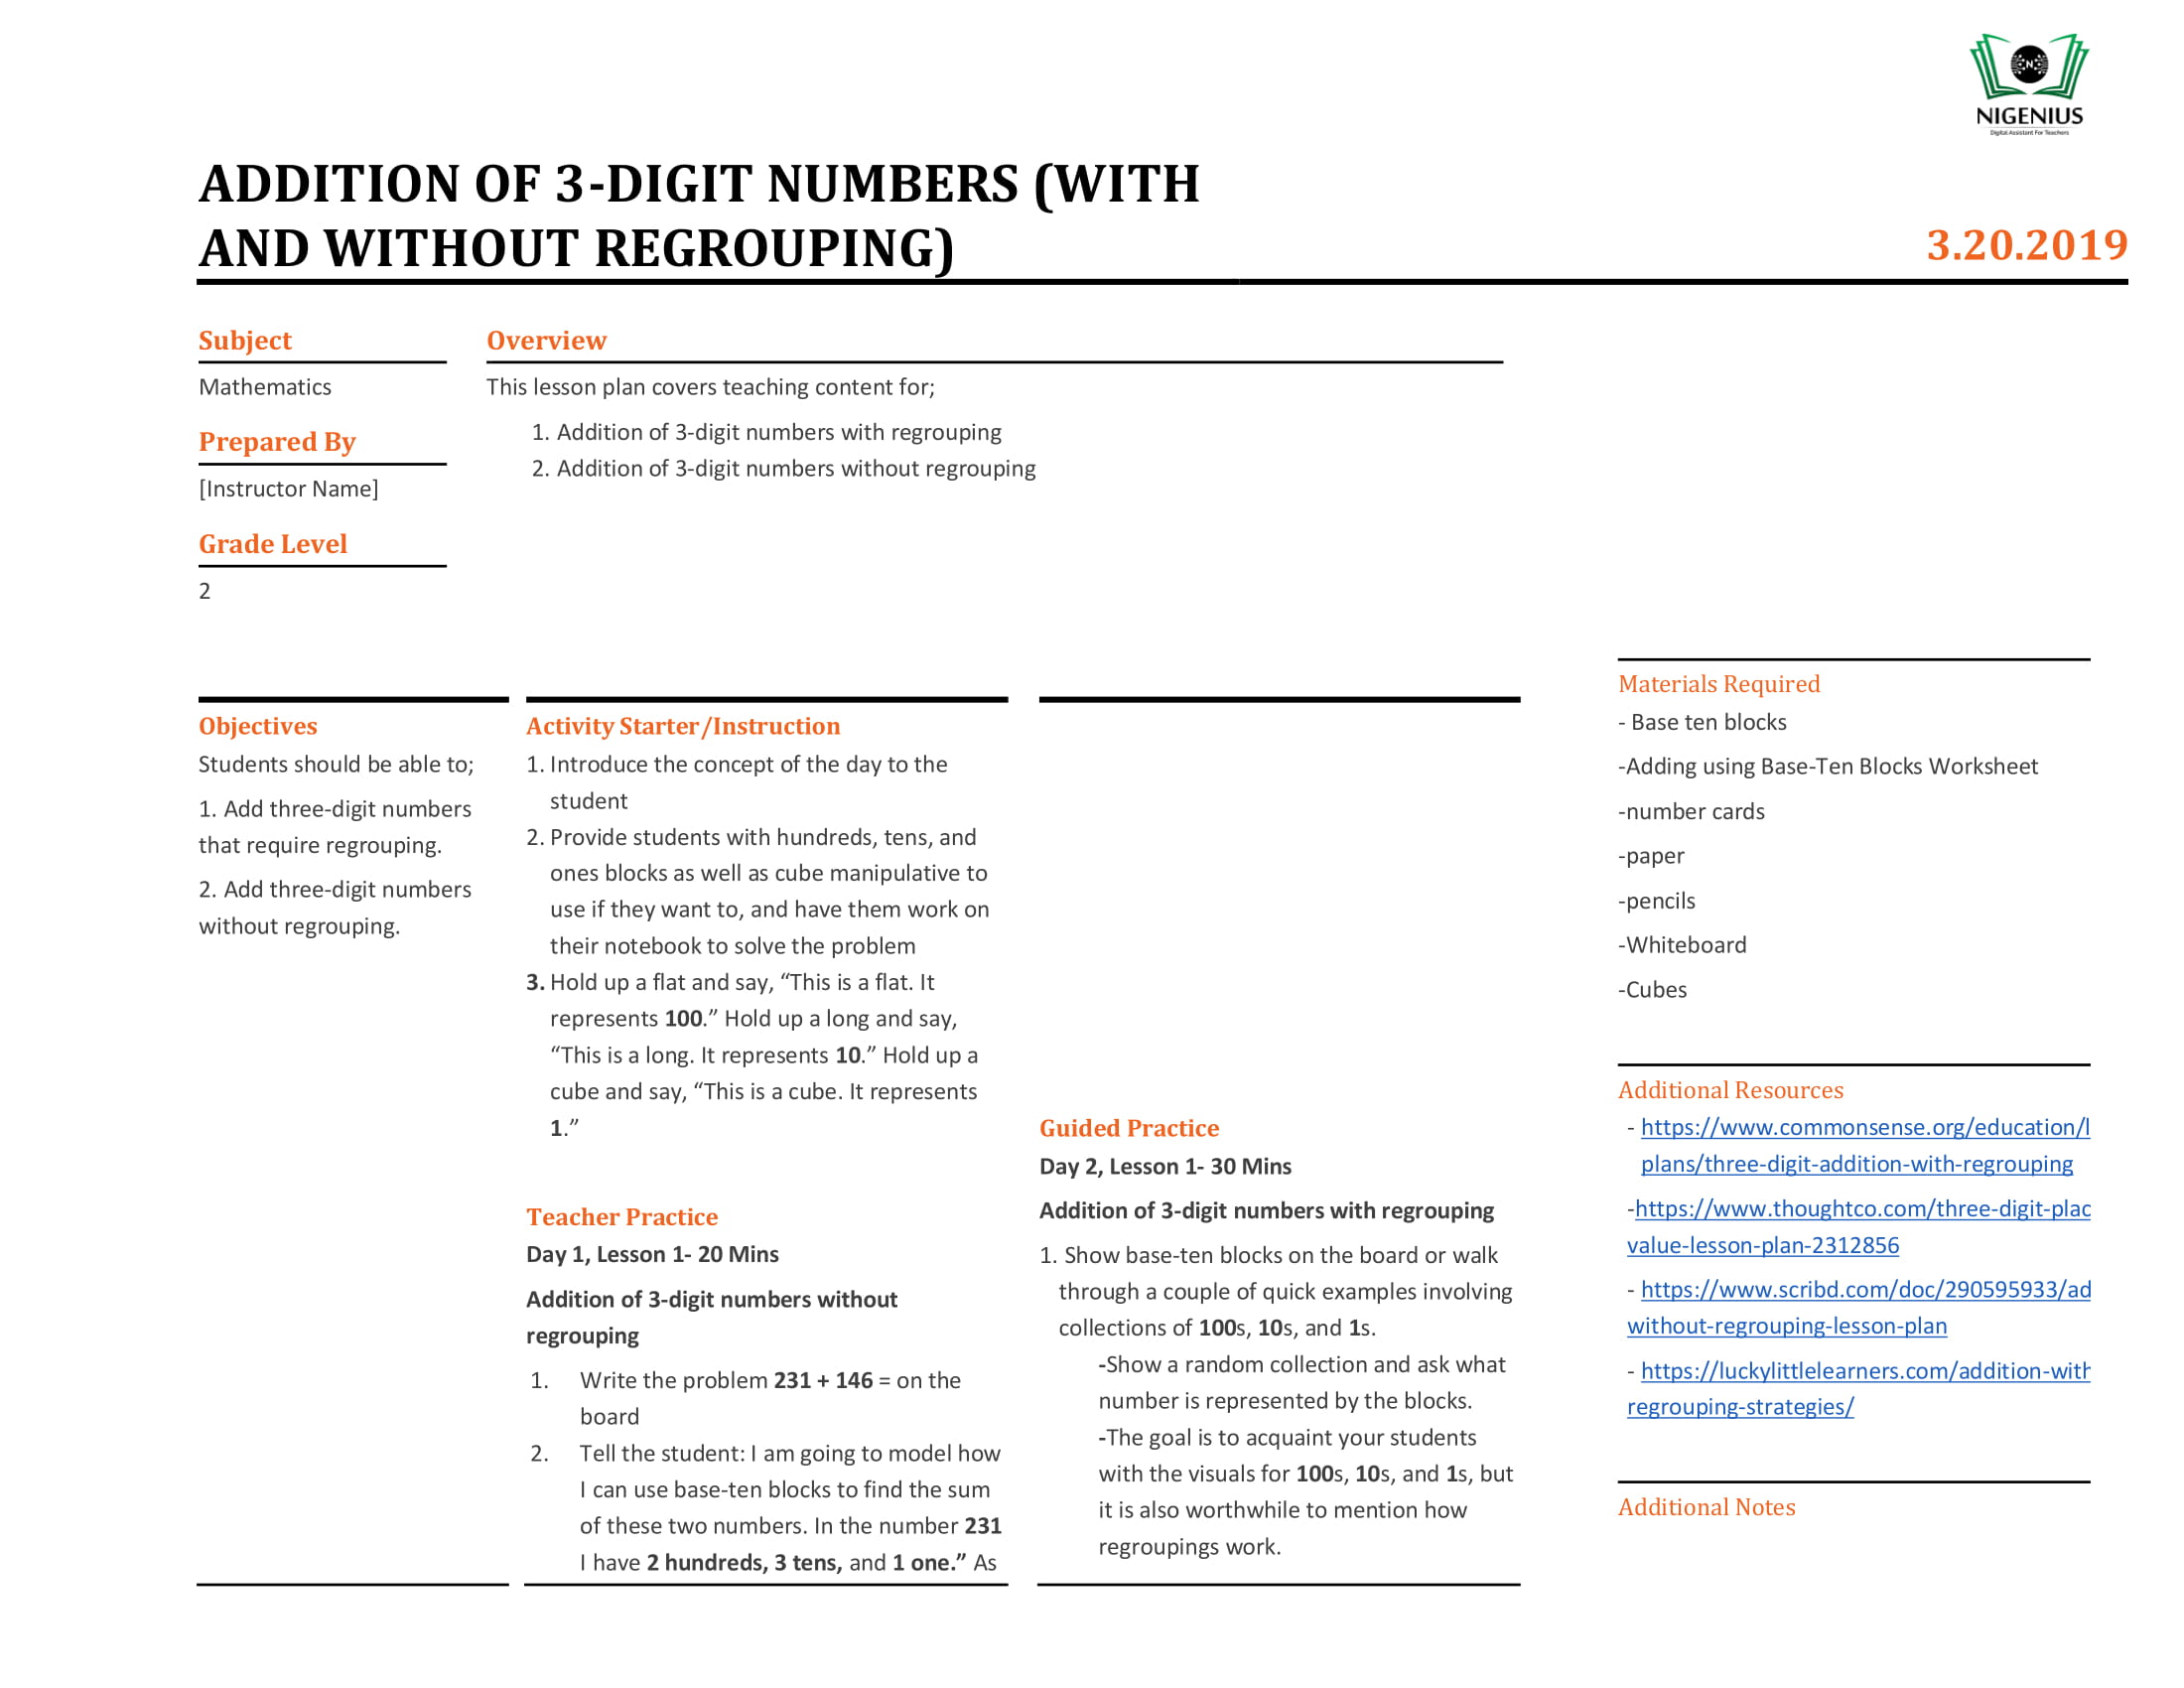 NIGENIUS
Digital Assistant For Teachers
ADDITION OF 3-DIGIT NUMBERS (WITH
AND WITHOUT REGROUPING)
3.20.2019
Subject
Mathematics
Prepared By
[Instructor Name]
Grade Level
2
Overview
This lesson plan covers teaching content for;
1. Addition of 3-digit numbers with regrouping
2. Addition of 3-digit numbers without regrouping
Objectives
Students should be able to;
1. Add three-digit numbers
that require regrouping.
2. Add three-digit numbers
without regrouping.
Activity Starter/Instruction
1. Introduce the concept of the day to the
student
2. Provide students with hundreds, tens, and
ones blocks as well as cube manipulative to
use if they want to, and have them work on
their notebook to solve the problem
3. Hold up a flat and say, “This is a flat. It
represents 100.” Hold up a long and say,
“This is a long. It represents 10.” Hold up a
cube and say, “This is a cube. It represents
1.”
Teacher Practice
Day 1, Lesson 1- 20 Mins
Addition of 3-digit numbers without
regrouping
1. Write the problem 231 + 146 = on the
board
2. Tell the student: I am going to model how
I can use base-ten blocks to find the sum
of these two numbers. In the number 231
I have 2 hundreds, 3 tens, and 1 one.” As
Guided Practice
Day 2, Lesson 1- 30 Mins
Addition of 3-digit numbers with regrouping
1. Show base-ten blocks on the board or walk
through a couple of quick examples involving
collections of 100s, 10s, and 1s.
-Show a random collection and ask what
number is represented by the blocks.
-The goal is to acquaint your students
with the visuals for 100s, 10s, and 1s, but
it is also worthwhile to mention how
regroupings work.
Materials Required
- Base ten blocks
-Adding using Base-Ten Blocks Worksheet
-number cards
-paper
-pencils
-Whiteboard
-Cubes
Additional Resources
- https://www.commonsense.org/education/l
plans/three-digit-addition-with-regrouping
-https://www.thoughtco.com/three-digit-plac
value-lesson-plan-2312856
- https://www.scribd.com/doc/290595933/ad
without-regrouping-lesson-plan
- https://luckylittlelearners.com/addition-with
regrouping-strategies/
Additional Notes